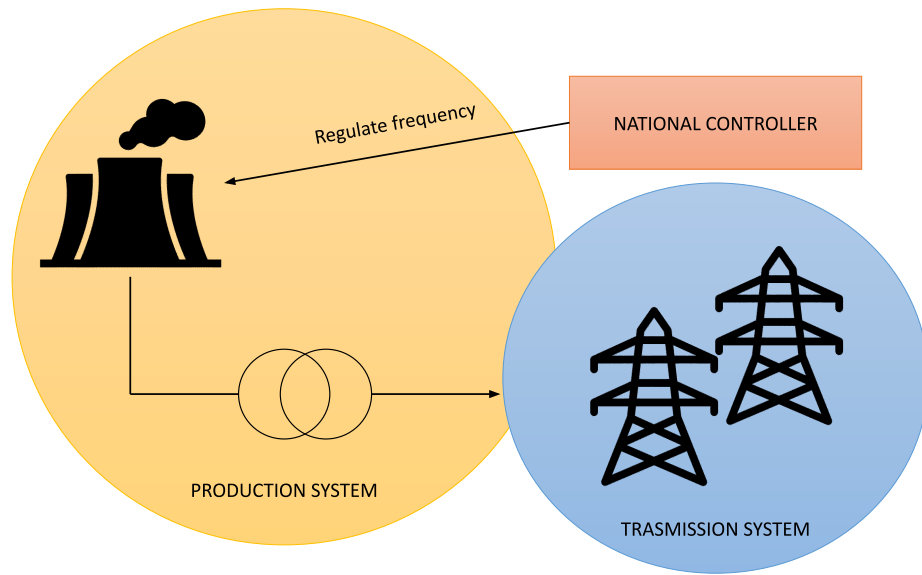 Regulate frequency
NATIONAL CONTROLLER
PRODUCTION SYSTEM
TRASMISSION SYSTEM